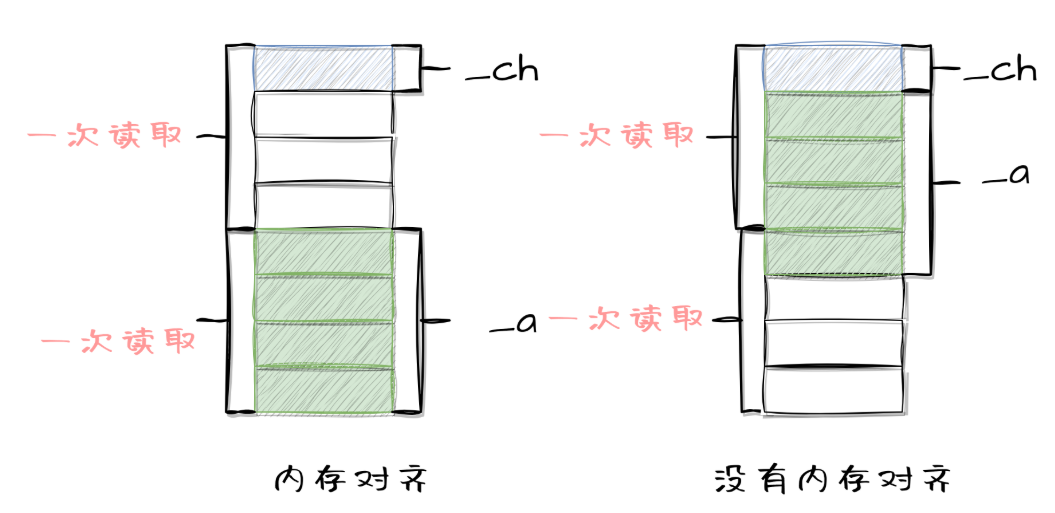 _ch
一次读取
一次读取
_a
内存对齐
_ch
一次读取
_a
一次读取
没有内存对齐